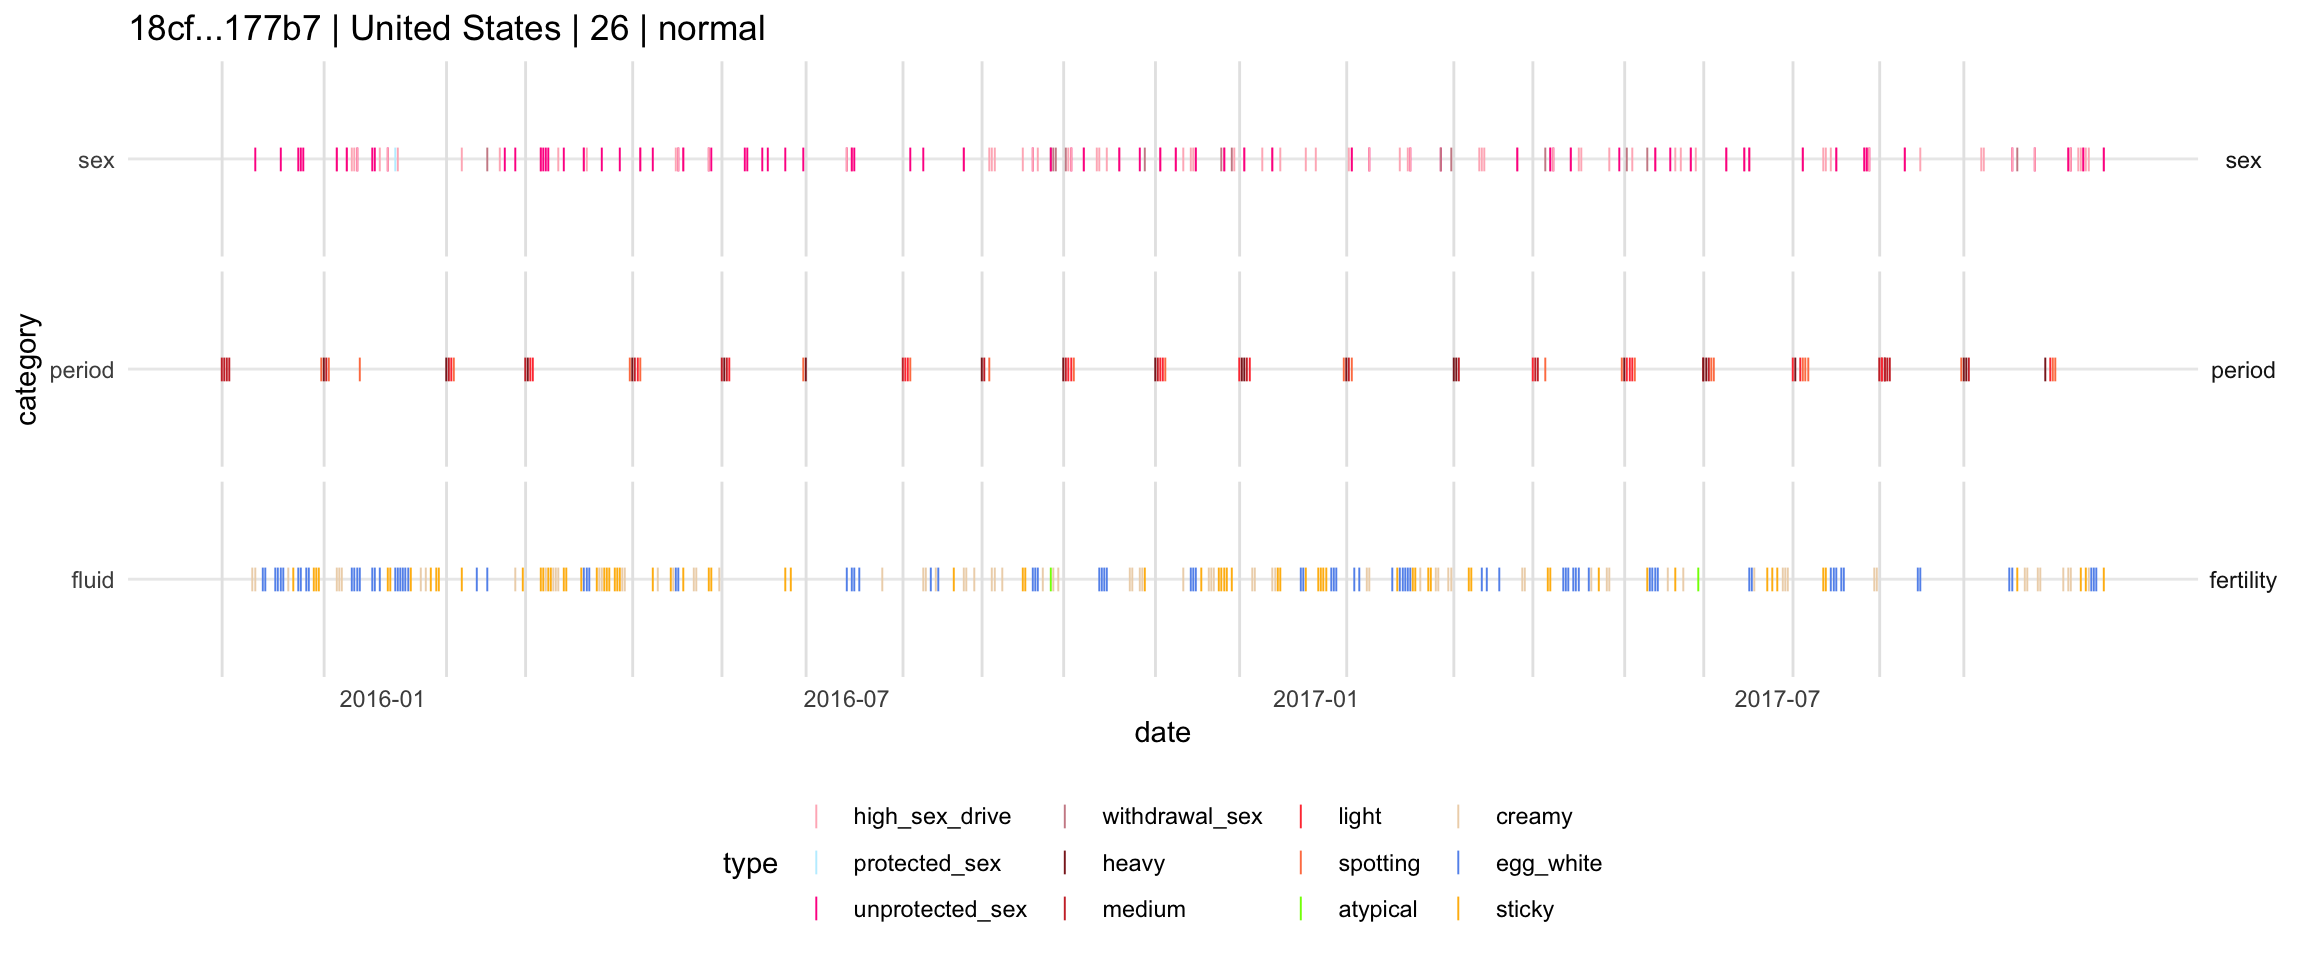 18cf...177b7 | United States | 26 | normal
category
sex
sex
period
period
fluid
fertility
2016-01 2016-07 2017-01 2017-07
date
type
high_sex_drive withdrawal_sex light creamy
protected_sex heavy spotting egg_white
unprotected_sex medium atypical sticky